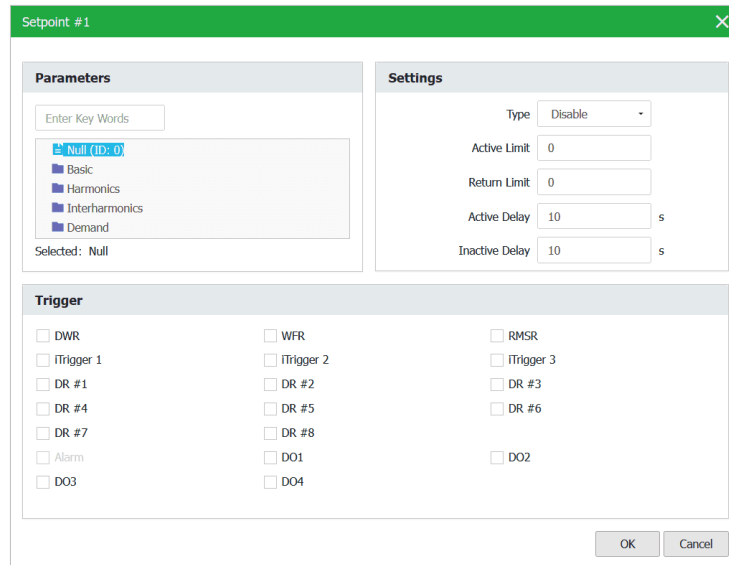 Setpoint #1
Parameters
Enter Key Words
Null (ID: 0)
Basic
Harmonics
Interharmonics
Demand
Selected: Null
Settings
Type Disable
Active Limit 0
Return Limit 0
Active Delay 10 s
Inactive Delay 10 s
Trigger
DWR WFR RMSR
iTrigger 1 iTrigger 2 iTrigger 3
DR #1 DR #2 DR #3
DR #4 DR #5 DR #6
DR #7 DR #8
Alarm DO1 DO2
DO3 DO4
OK Cancel